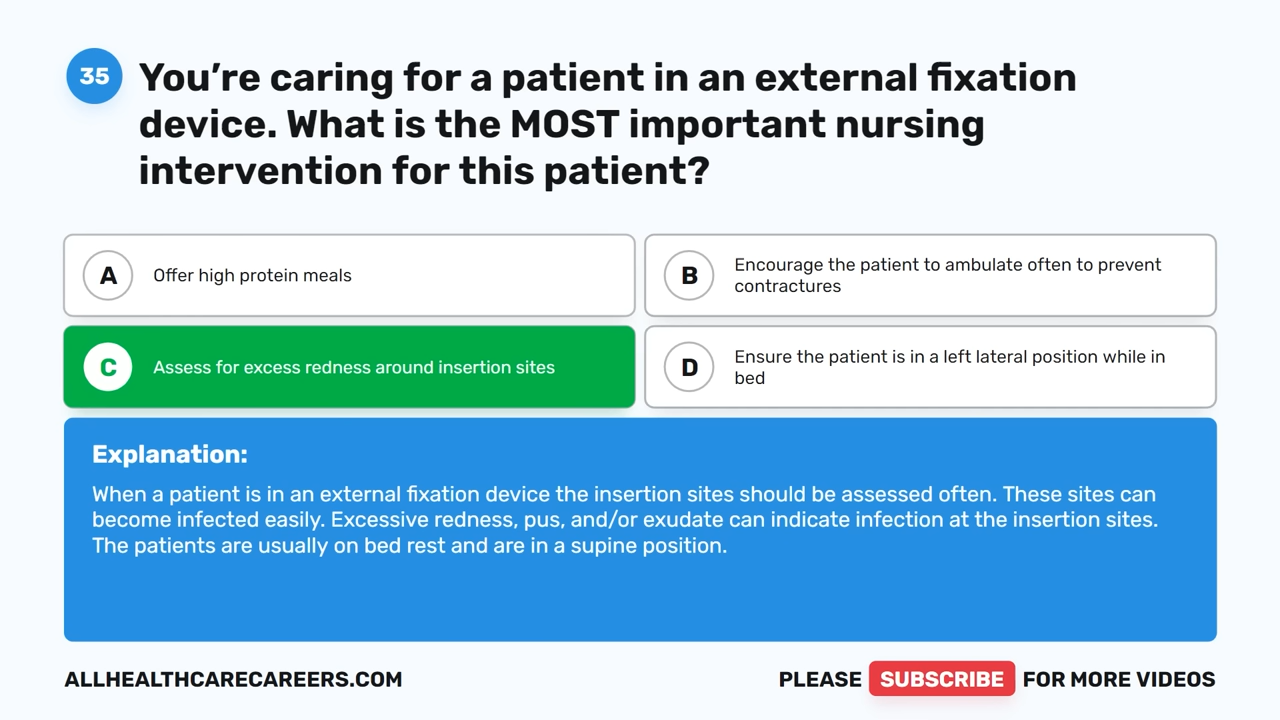 35
You’re caring for a patient in an external fixation
device. What is the MOST important nursing
intervention for this patient?
A
Offer high protein meals
B
Encourage the patient to ambulate often to prevent
contractures
C
Assess for excess redness around insertion sites
D
Ensure the patient is in a left lateral position while in
bed
Explanation:
When a patient is in an external fixation device the insertion sites should be assessed often. These sites can
become infected easily. Excessive redness, pus, and/or exudate can indicate infection at the insertion sites.
The patients are usually on bed rest and are in a supine position.
ALLHEALTHCARECAREERS.COM
PLEASE SUBSCRIBE FOR MORE VIDEOS